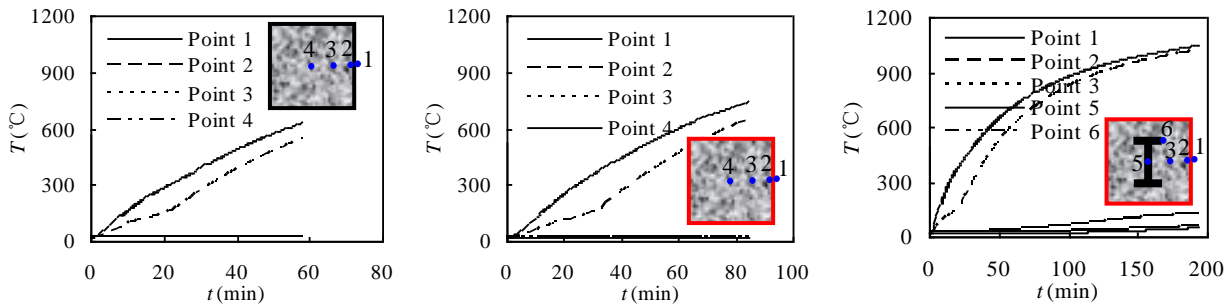 1200
900
600
300
0
T (℃)
Point 1
Point 2
Point 3
Point 4
4 3 2 1
0 20 40 60 80
t (min)
1200
900
600
300
0
T (℃)
Point 1
Point 2
Point 3
Point 4
4 3 2 1
0 20 40 60 80 100
t (min)
1200
900
600
300
0
T (℃)
Point 1
Point 2
Point 3
Point 5
Point 6
6
5 3 2 1
0 50 100 150 200
t (min)